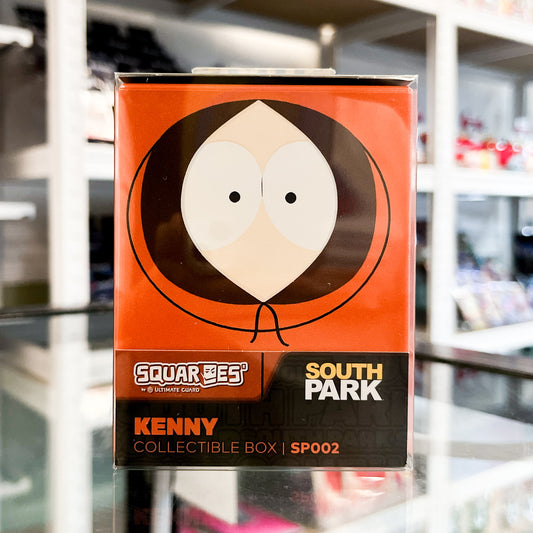 SQUAROES
by ULTIMATE GUARD
SOUTH
PARK
KENNY
COLLECTIBLE BOX | SP002